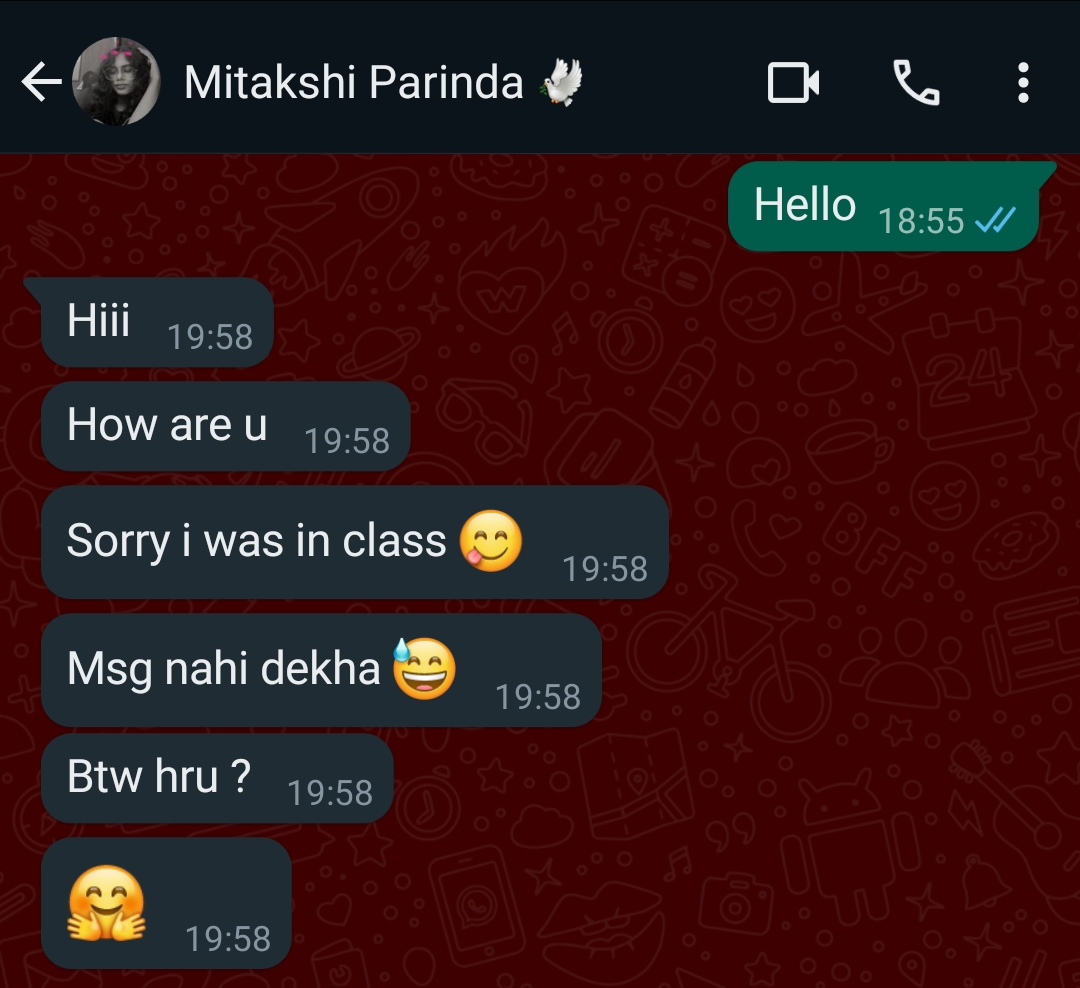 Mitakshi Parinda 🕊️
Hello 18:55
Hiii 19:58
How are u 19:58
Sorry i was in class 😋 19:58
Msg nahi dekha 😅 19:58
Btw hru ? 19:58
🤗 19:58